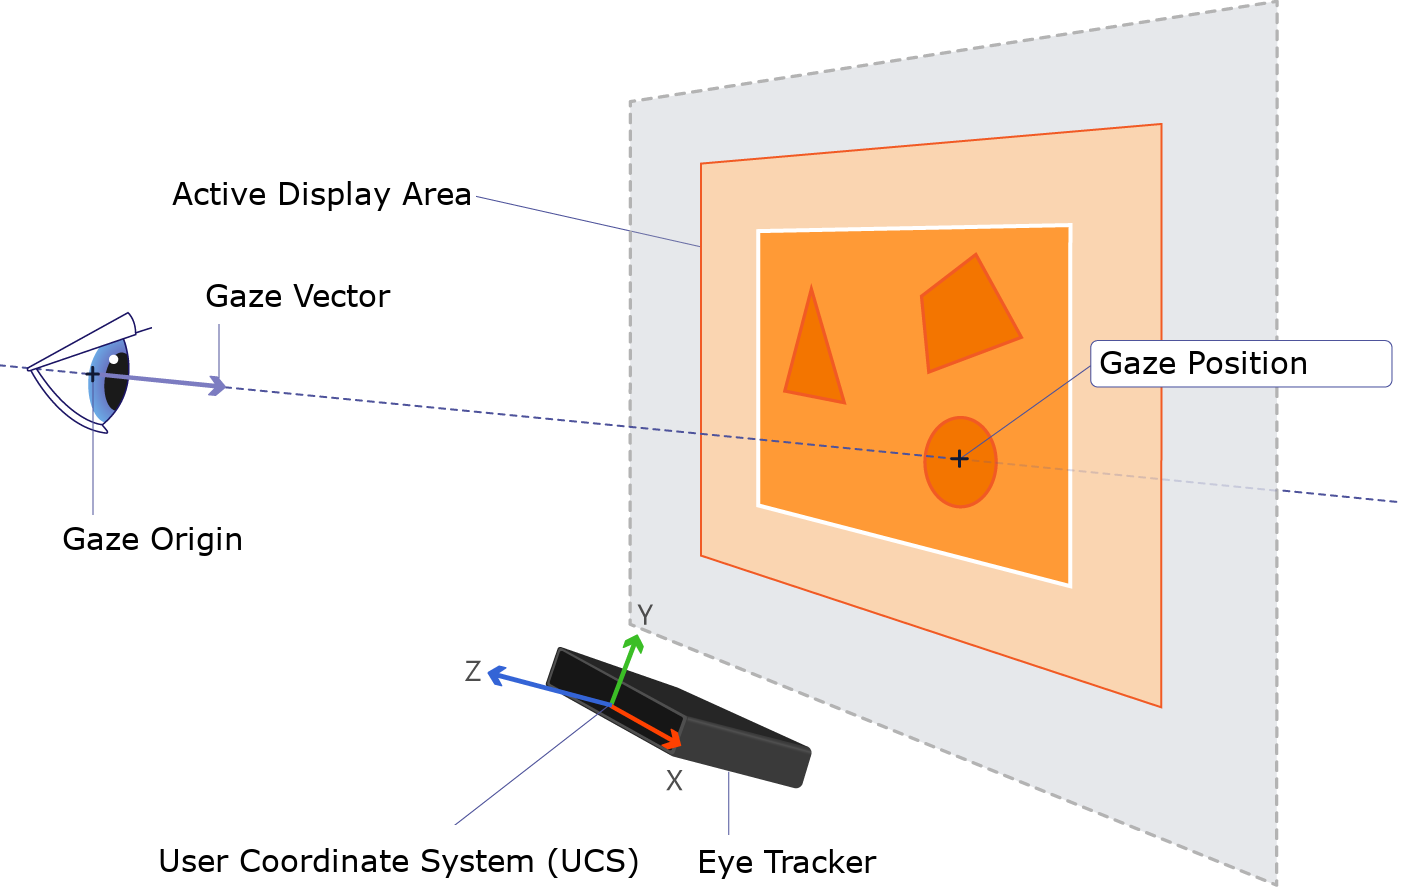 Active Display Area
Gaze Vector
Gaze Position
Gaze Origin
Y
Z
X
User Coordinate System (UCS)
Eye Tracker